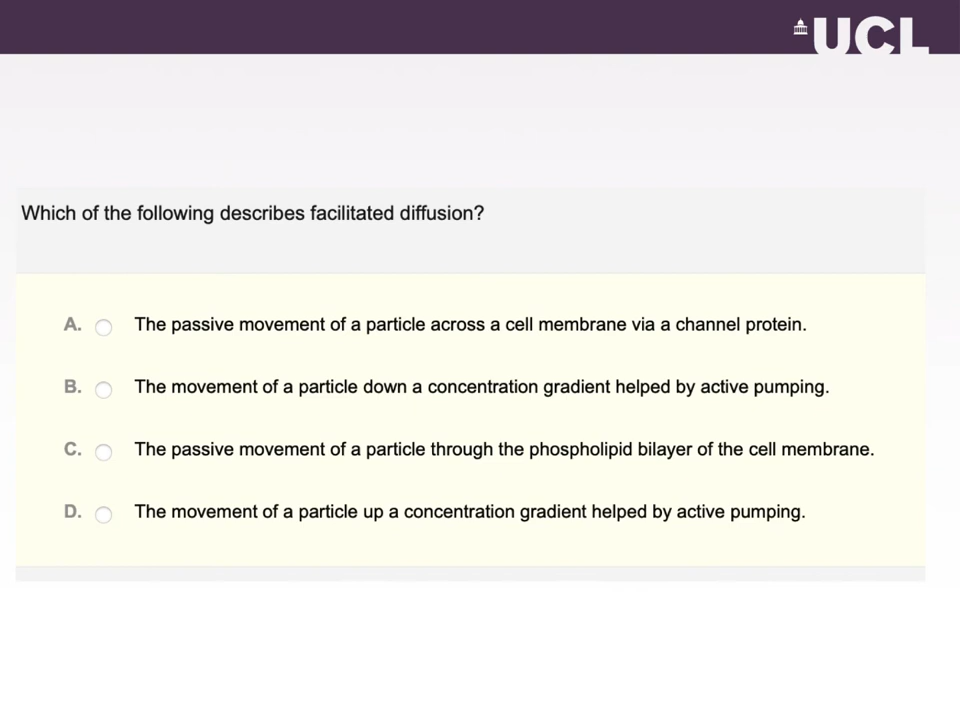 UCL
Which of the following describes facilitated diffusion?
A. The passive movement of a particle across a cell membrane via a channel protein.
B. The movement of a particle down a concentration gradient helped by active pumping.
C. The passive movement of a particle through the phospholipid bilayer of the cell membrane.
D. The movement of a particle up a concentration gradient helped by active pumping.